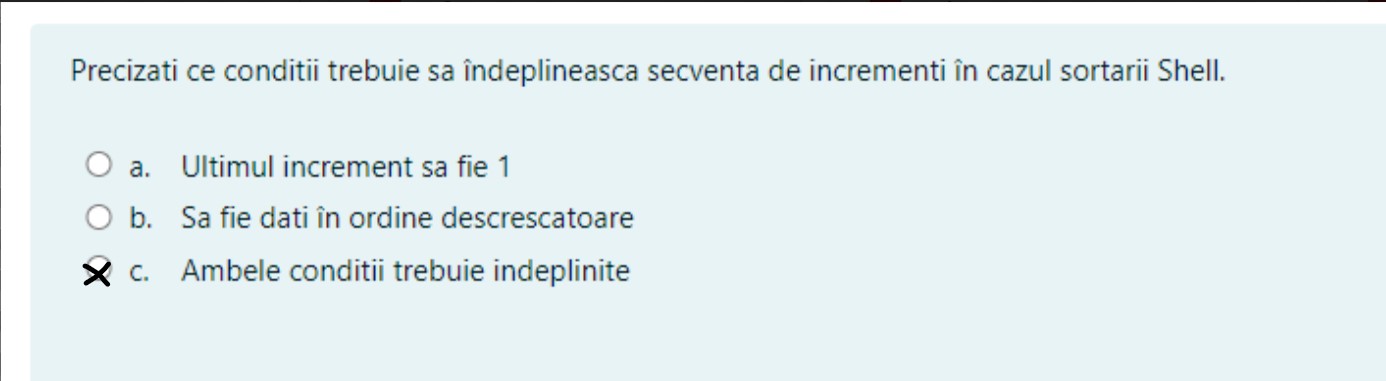 Precizati ce conditii trebuie sa îndeplineasca secventa de incrementi în cazul sortarii Shell.
a. Ultimul increment sa fie 1
b. Sa fie dati în ordine descrescatoare
c. Ambele conditii trebuie indeplinite